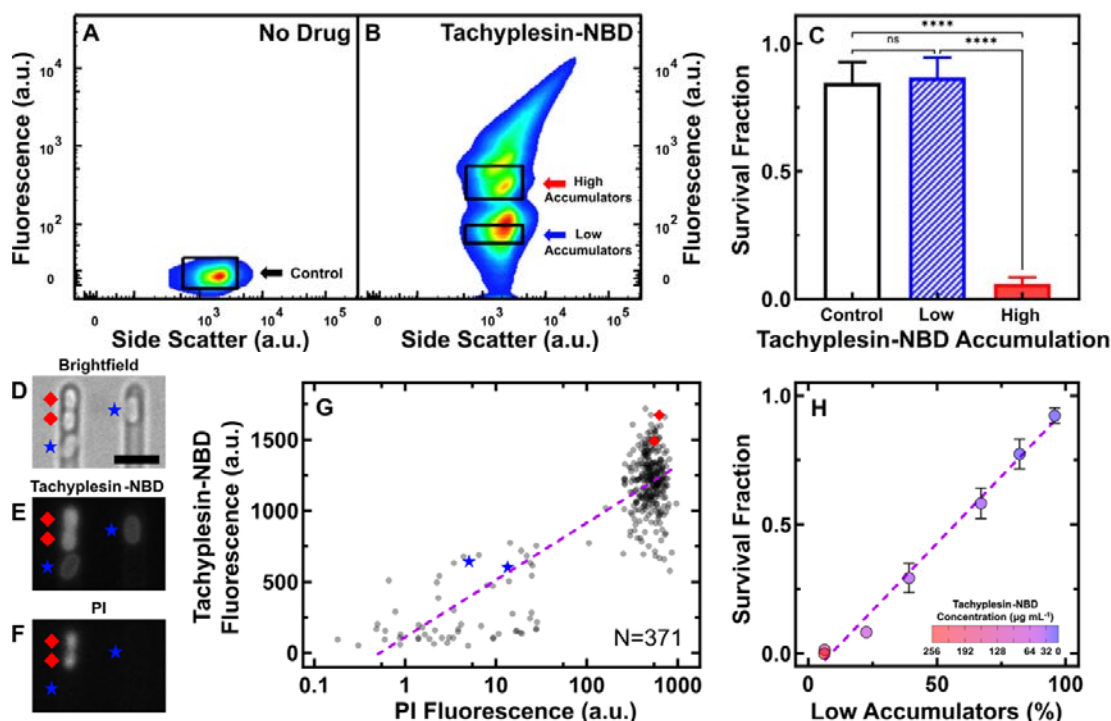 A
No Drug
Fluorescence (a.u.)
10⁴
10³
10²
0
Control
0
10³
10⁴
10⁵
Side Scatter (a.u.)
B
Tachyplesin-NBD
High
Accumulators
Low
Accumulators
0
10³
10⁴
10⁵
Side Scatter (a.u.)
10⁴
10³
10²
0
Fluorescence (a.u.)
C
****
ns
****
Survival Fraction
1.0
0.5
0.0
Control
Low
High
Tachyplesin-NBD Accumulation
Brightfield
D
Tachyplesin-NBD
E
PI
F
G
Tachyplesin-NBD
Fluorescence (a.u.)
1500
1000
500
0
N=371
0.1
1
10
100
1000
PI Fluorescence (a.u.)
H
Survival Fraction
1.0
0.5
0.0
Tachyplesin-NBD
Concentration (µg mL⁻¹)
256
192
128
64
32
0
0
50
100
Low Accumulators (%)